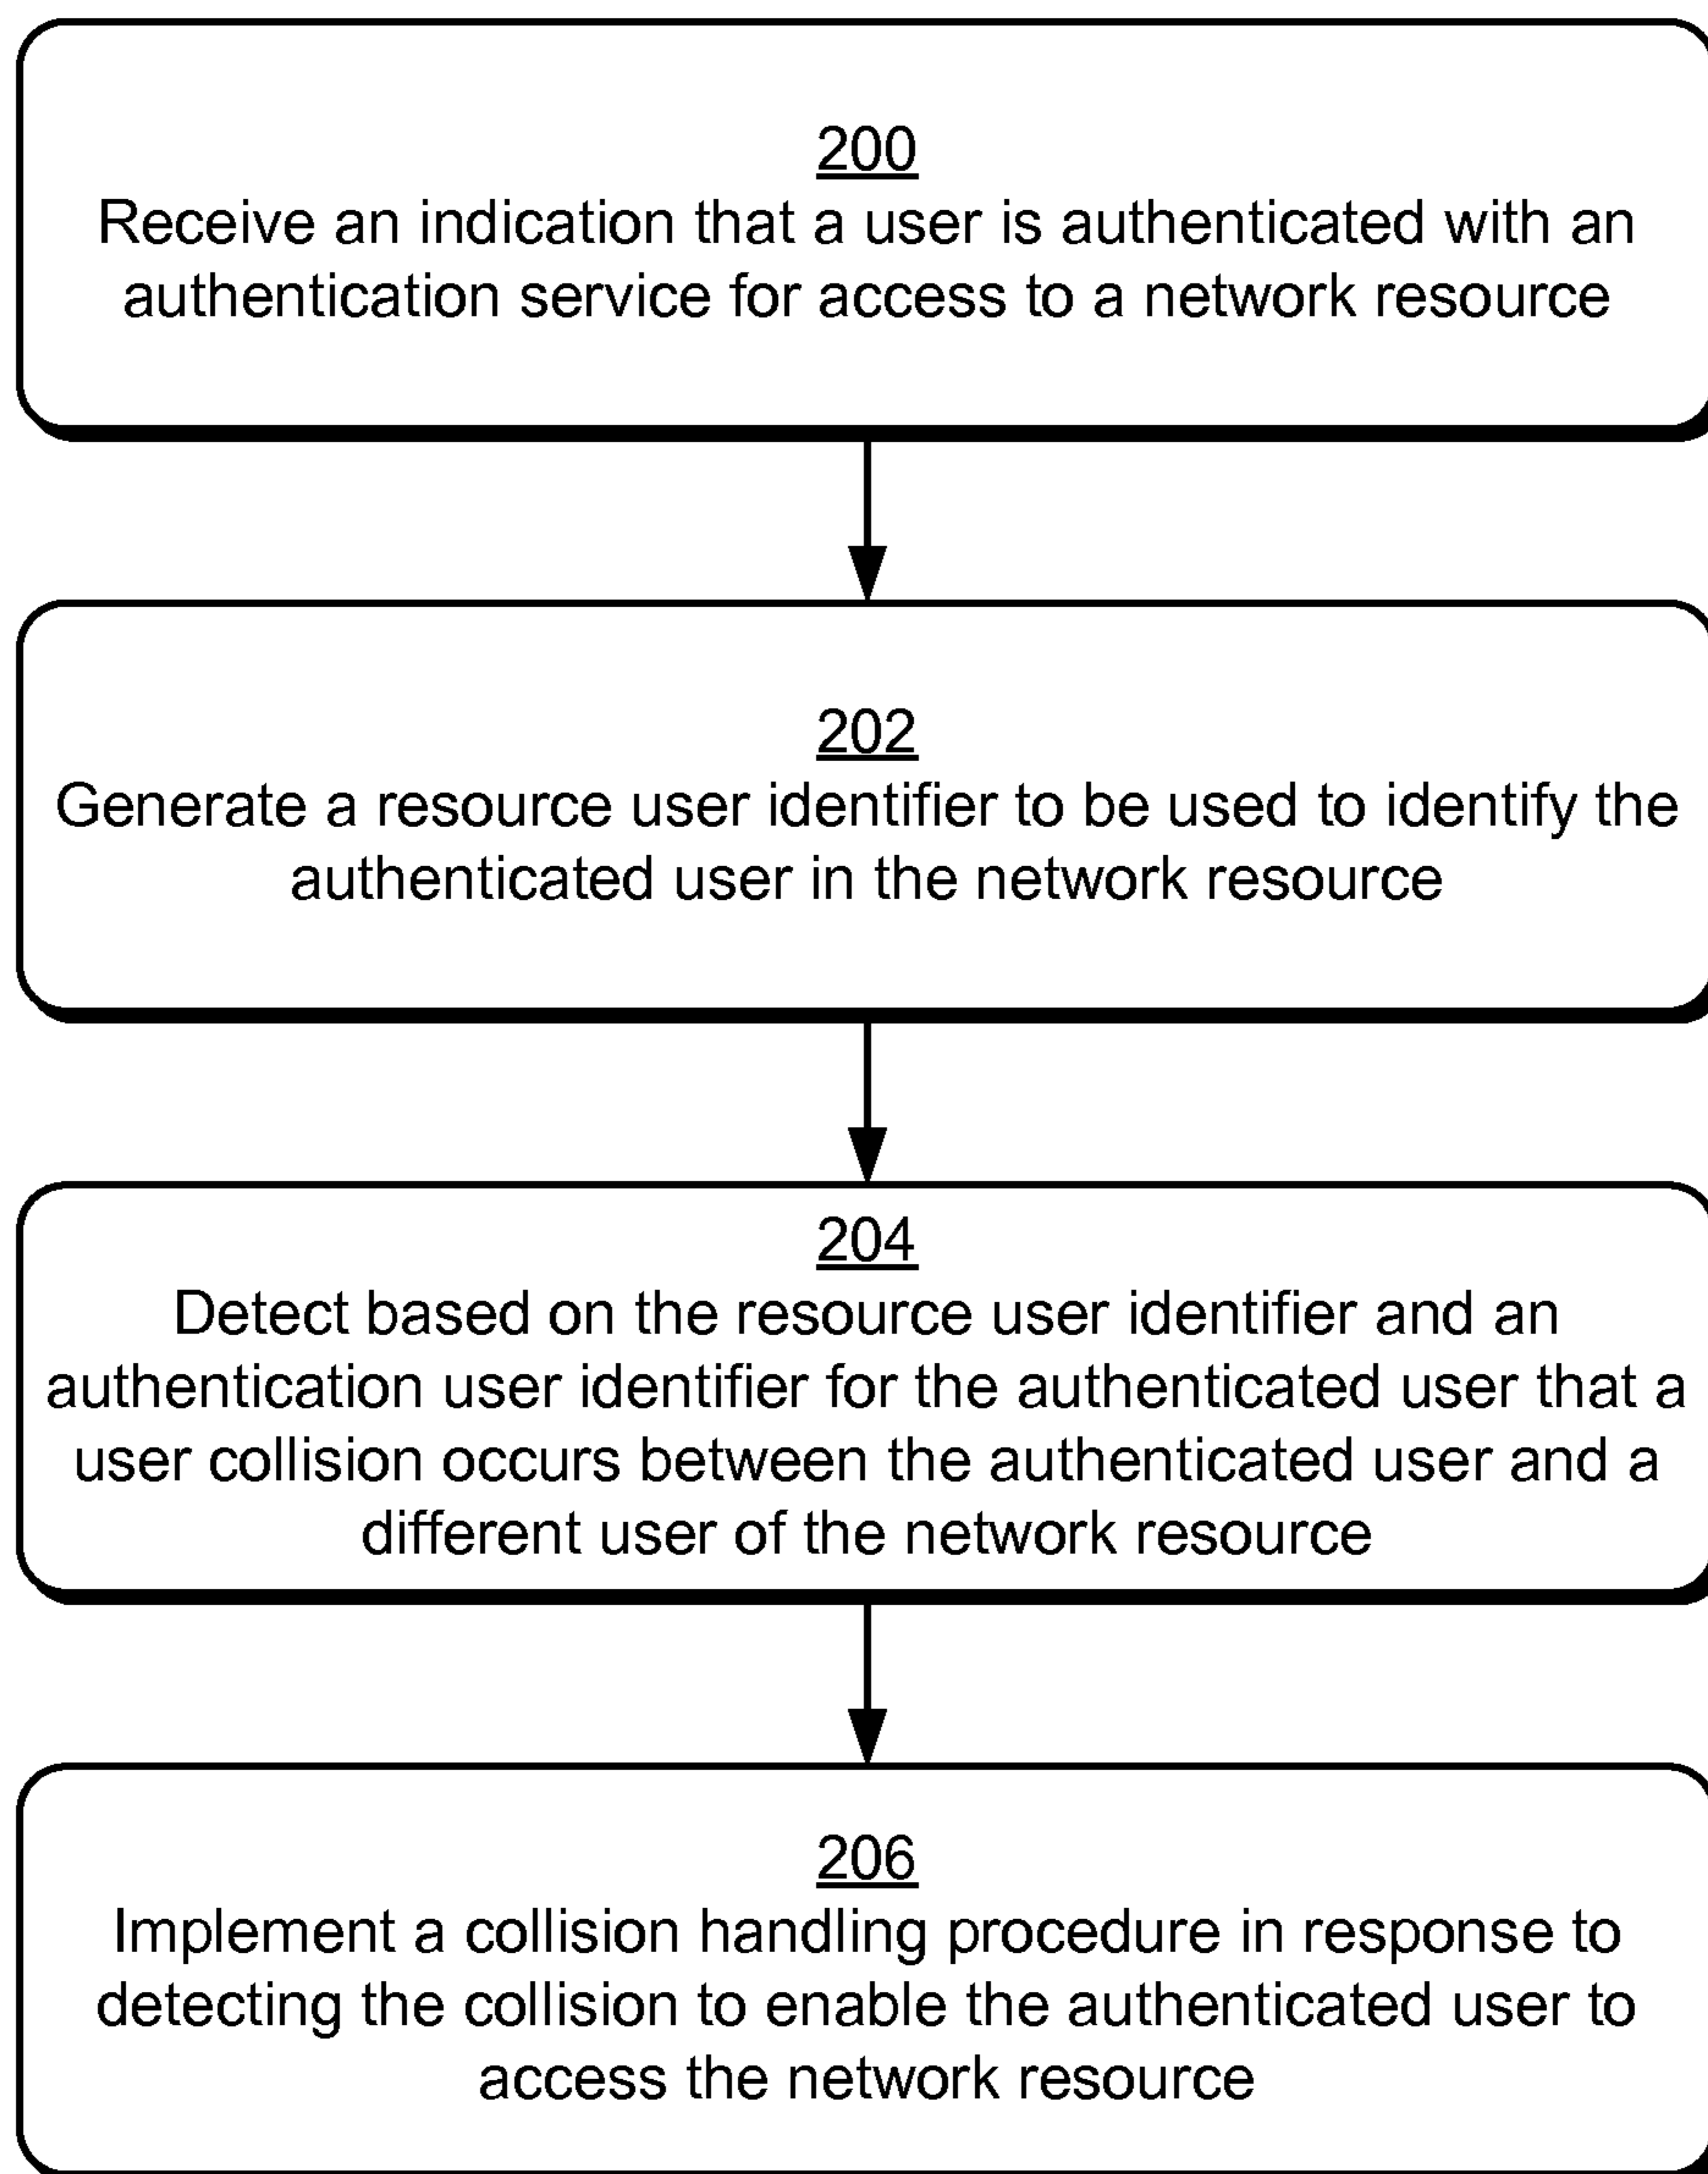 200
Receive an indication that a user is authenticated with an
authentication service for access to a network resource
202
Generate a resource user identifier to be used to identify the
authenticated user in the network resource
204
Detect based on the resource user identifier and an
authentication user identifier for the authenticated user that a
user collision occurs between the authenticated user and a
different user of the network resource
206
Implement a collision handling procedure in response to
detecting the collision to enable the authenticated user to
access the network resource